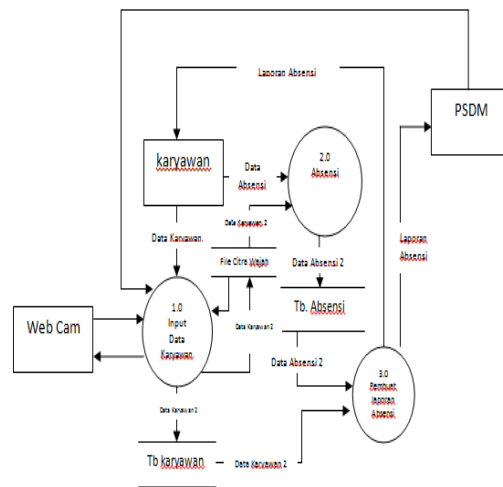 Laporan Absensi
PSDM
karyawan
Data
Absensi
2.0
Absensi
Data Karyawan 2
Data Karyawan
Laporan
Absensi
File Citra Wajah
Data Absensi 2
1.0
Input
Data
Karyawan
Tb. Absensi
Web Cam
Data Karyawan 2
Data Absensi 2
3.0
Pembuat
laporan
Absensi
Data Karyawan 2
Tb karyawan
Data Karyawan 2